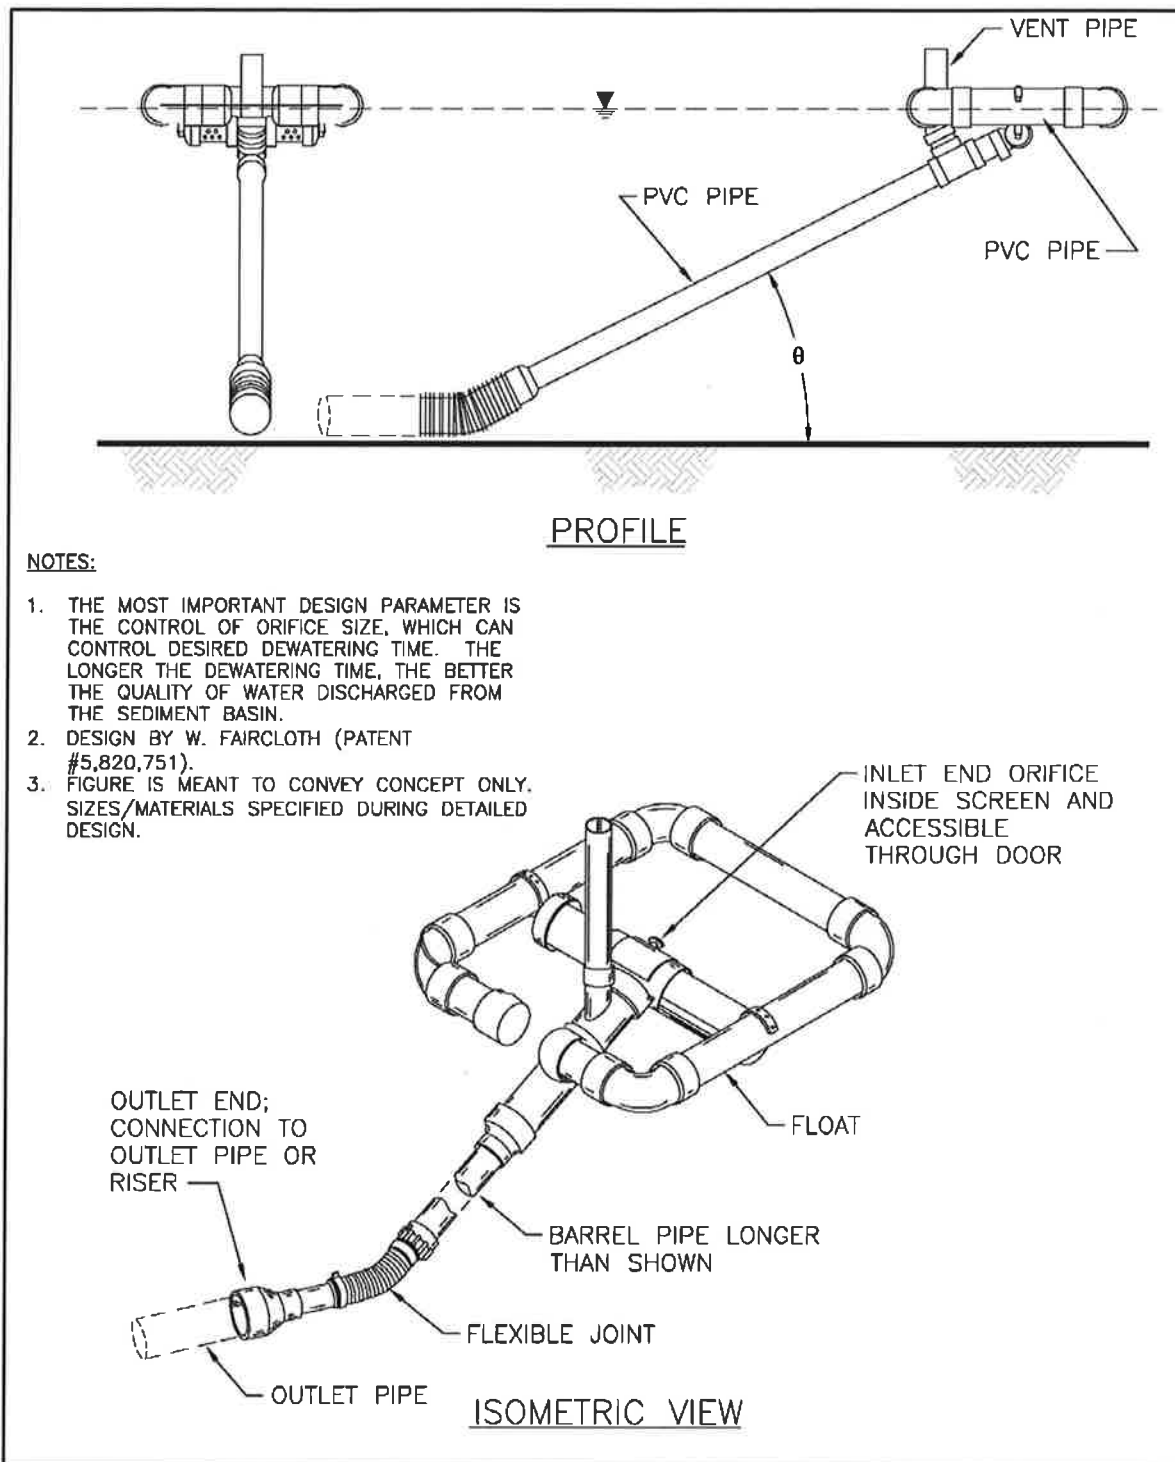 VENT PIPE
PVC PIPE
PVC PIPE
θ
PROFILE
NOTES:
1. THE MOST IMPORTANT DESIGN PARAMETER IS
THE CONTROL OF ORIFICE SIZE, WHICH CAN
CONTROL DESIRED DEWATERING TIME. THE
LONGER THE DEWATERING TIME, THE BETTER
THE QUALITY OF WATER DISCHARGED FROM
THE SEDIMENT BASIN.
2. DESIGN BY W. FAIRCLOTH (PATENT
#5,820,751).
3. FIGURE IS MEANT TO CONVEY CONCEPT ONLY.
SIZES/MATERIALS SPECIFIED DURING DETAILED
DESIGN.
INLET END ORIFICE
INSIDE SCREEN AND
ACCESSIBLE
THROUGH DOOR
OUTLET END;
CONNECTION TO
OUTLET PIPE OR
RISER
FLOAT
BARREL PIPE LONGER
THAN SHOWN
FLEXIBLE JOINT
OUTLET PIPE
ISOMETRIC VIEW